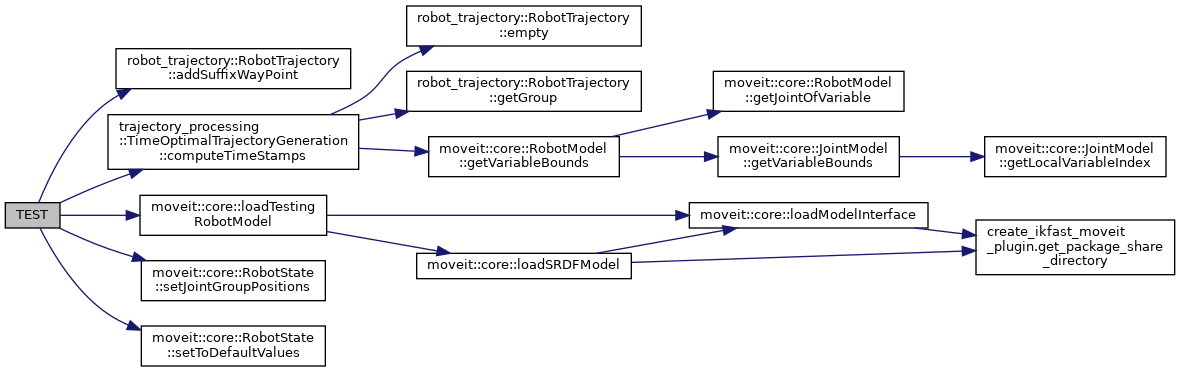 TEST
robot_trajectory::RobotTrajectory
::addSuffixWayPoint
trajectory_processing
::TimeOptimalTrajectoryGeneration
::computeTimeStamps
moveit::core::loadTesting
RobotModel
moveit::core::RobotState
::setJointGroupPositions
moveit::core::RobotState
::setToDefaultValues
robot_trajectory::RobotTrajectory
::empty
robot_trajectory::RobotTrajectory
::getGroup
moveit::core::RobotModel
::getVariableBounds
moveit::core::loadSRDFModel
moveit::core::RobotModel
::getJointOfVariable
moveit::core::JointModel
::getVariableBounds
moveit::core::loadModelInterface
moveit::core::JointModel
::getLocalVariableIndex
create_ikfast_moveit
_plugin.get_package_share
_directory